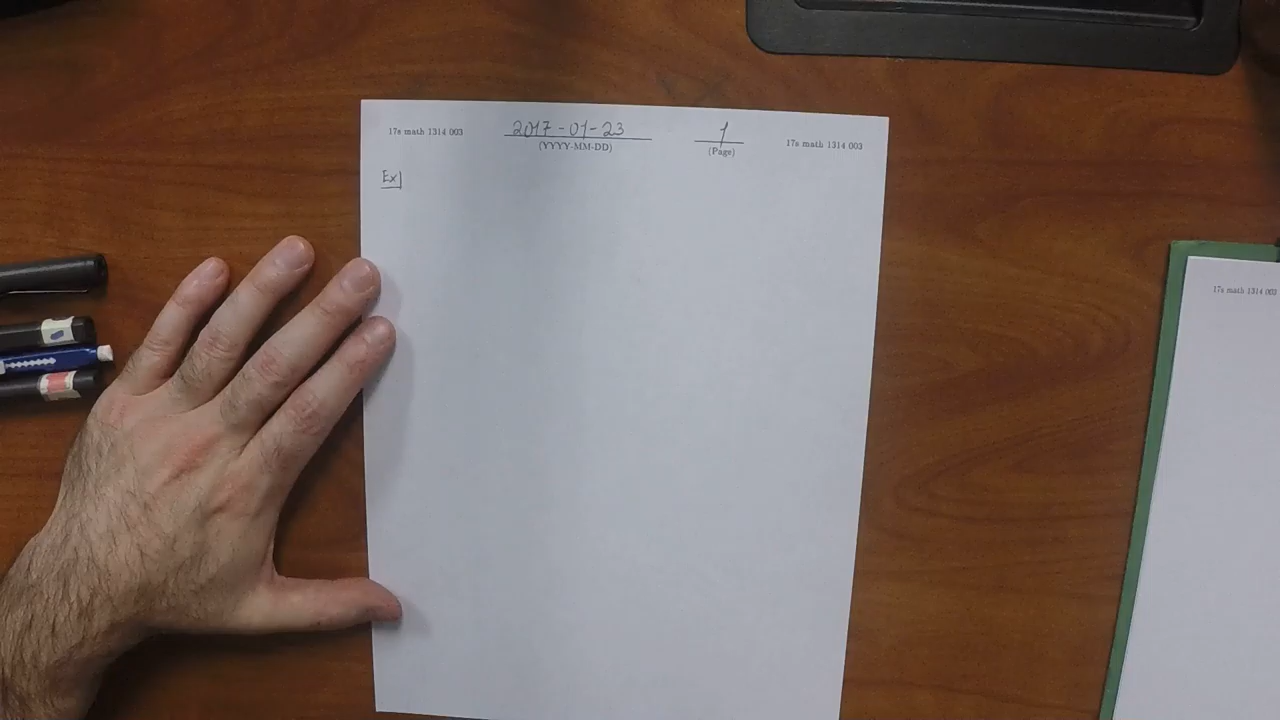 17s math 1314 003 2017-01-23 1 17s math 1314 003
(YYYY-MM-DD) (Page)
Ex
17s math 1314 003